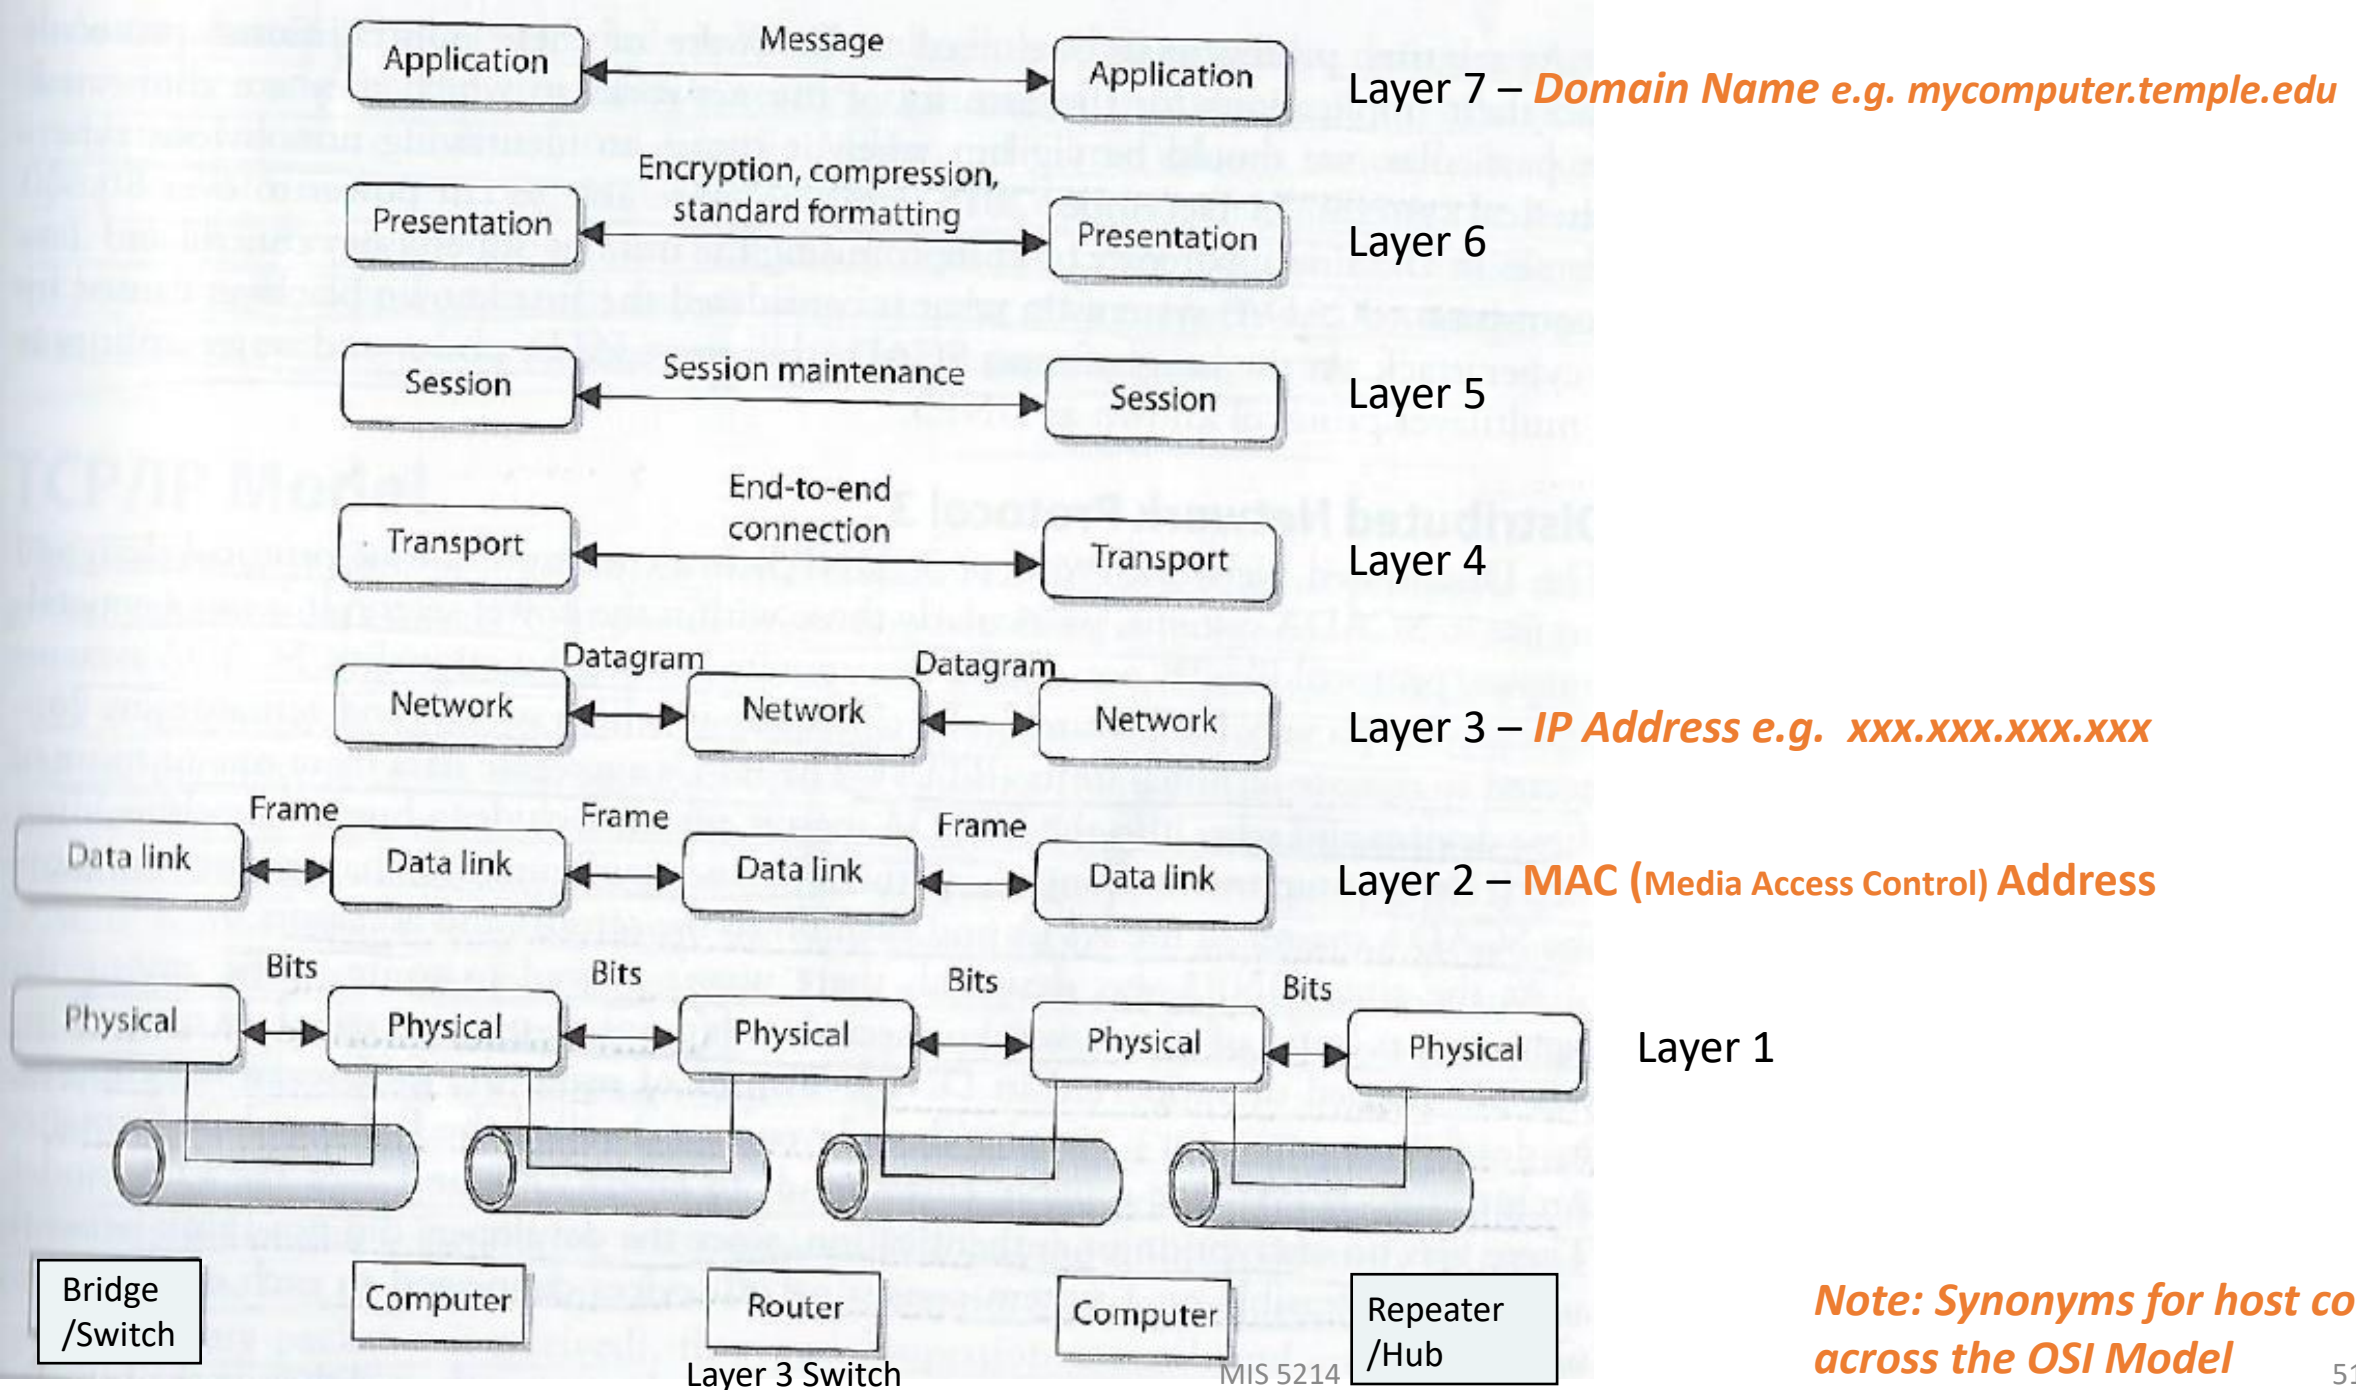 Message
Application
Application
Layer 7 – Domain Name e.g. mycomputer.temple.edu
Encryption, compression,
standard formatting
Presentation
Presentation
Layer 6
Session maintenance
Session
Session
Layer 5
End-to-end
connection
Transport
Transport
Layer 4
Datagram
Datagram
Network
Network
Network
Layer 3 – IP Address e.g. xxx.xxx.xxx.xxx
Frame
Frame
Frame
Data link
Data link
Data link
Data link
Layer 2 – MAC (Media Access Control) Address
Bits
Bits
Bits
Bits
Physical
Physical
Physical
Physical
Physical
Layer 1
Bridge
/Switch
Computer
Router
Layer 3 Switch
Computer
Repeater
/Hub
MIS 5214
Note: Synonyms for host co
across the OSI Model
51